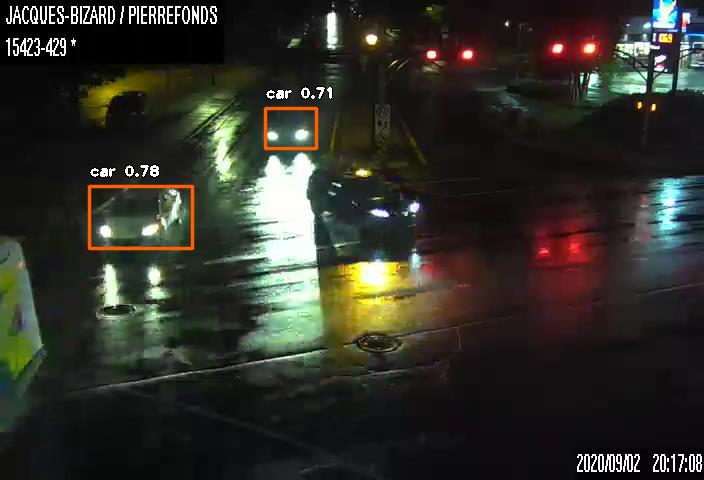 JACQUES-BIZARD / PIERREFONDS
15423-429 *
car 0.71
car 0.78
2020/09/02 20:17:08